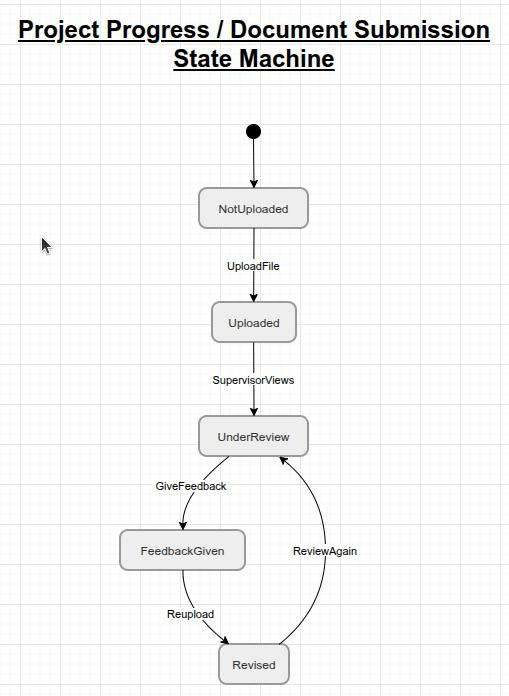 Project Progress / Document Submission
State Machine
NotUploaded
UploadFile
Uploaded
SupervisorViews
UnderReview
GiveFeedback
FeedbackGiven
ReviewAgain
Reupload
Revised